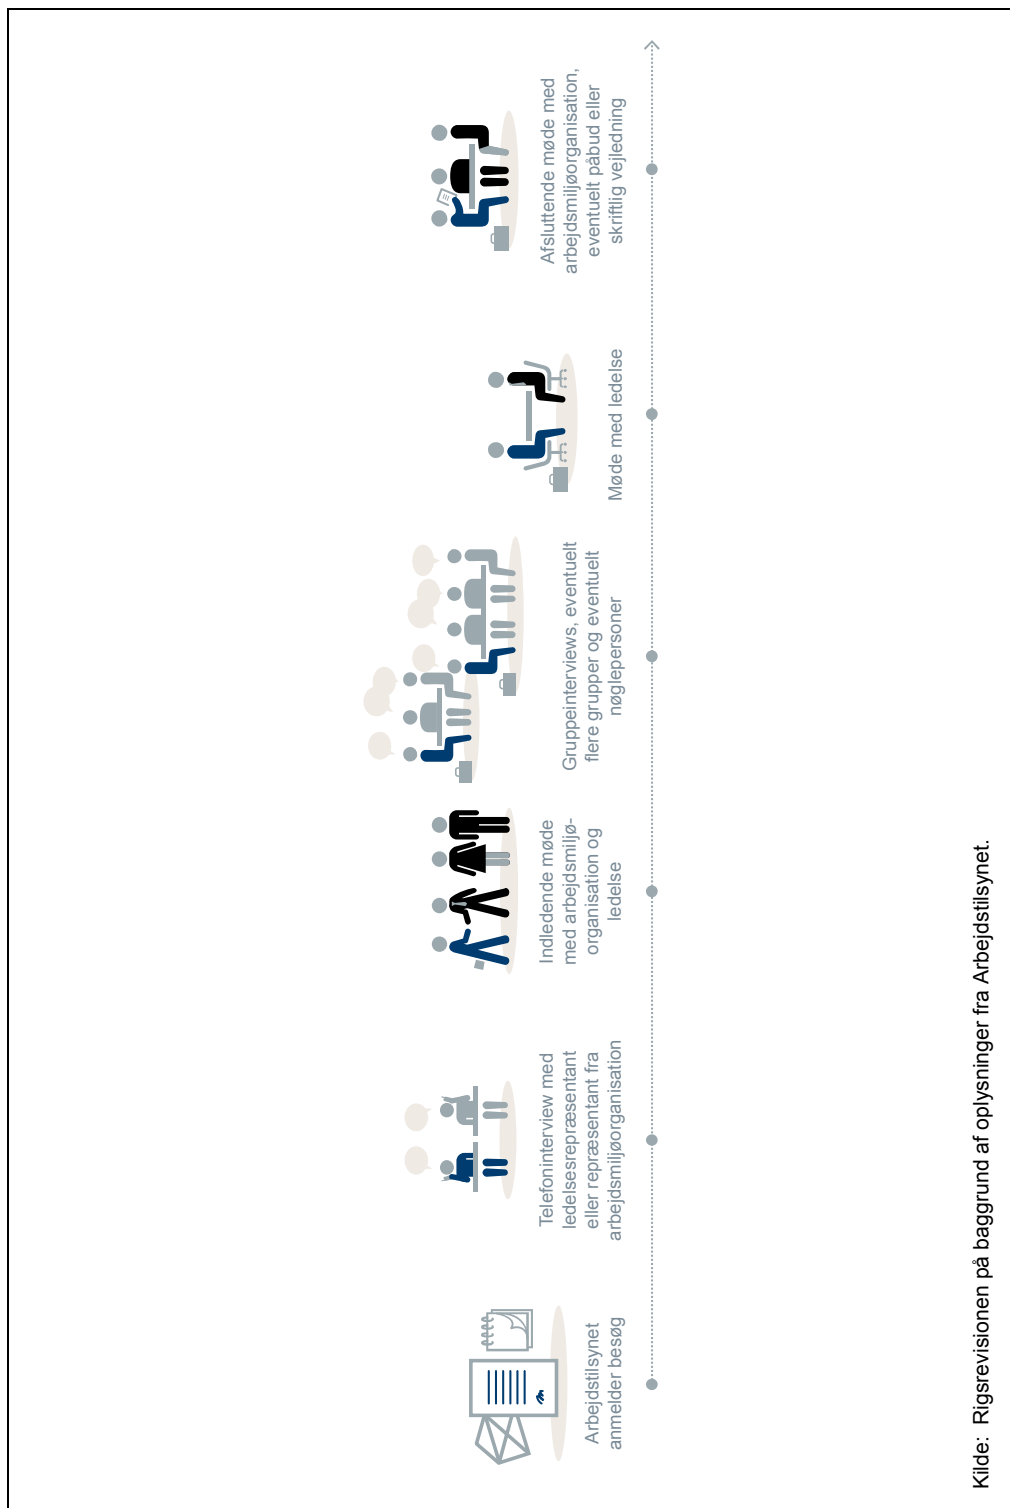 Arbejdstilsynet
anmelder besøg
Telefoninterview med
ledelsesrepræsentant
eller repræsentant fra
arbejdsmiljøorganisation
Indledende møde
med arbejdsmiljø-
organisation og
ledelse
Gruppeinterviews, eventuelt
flere grupper og eventuelt
nøglepersoner
Møde med ledelse
Afsluttende møde med
arbejdsmiljøorganisation,
eventuelt påbud eller
skriftlig vejledning
Kilde: Rigsrevisionen på baggrund af oplysninger fra Arbejdstilsynet.